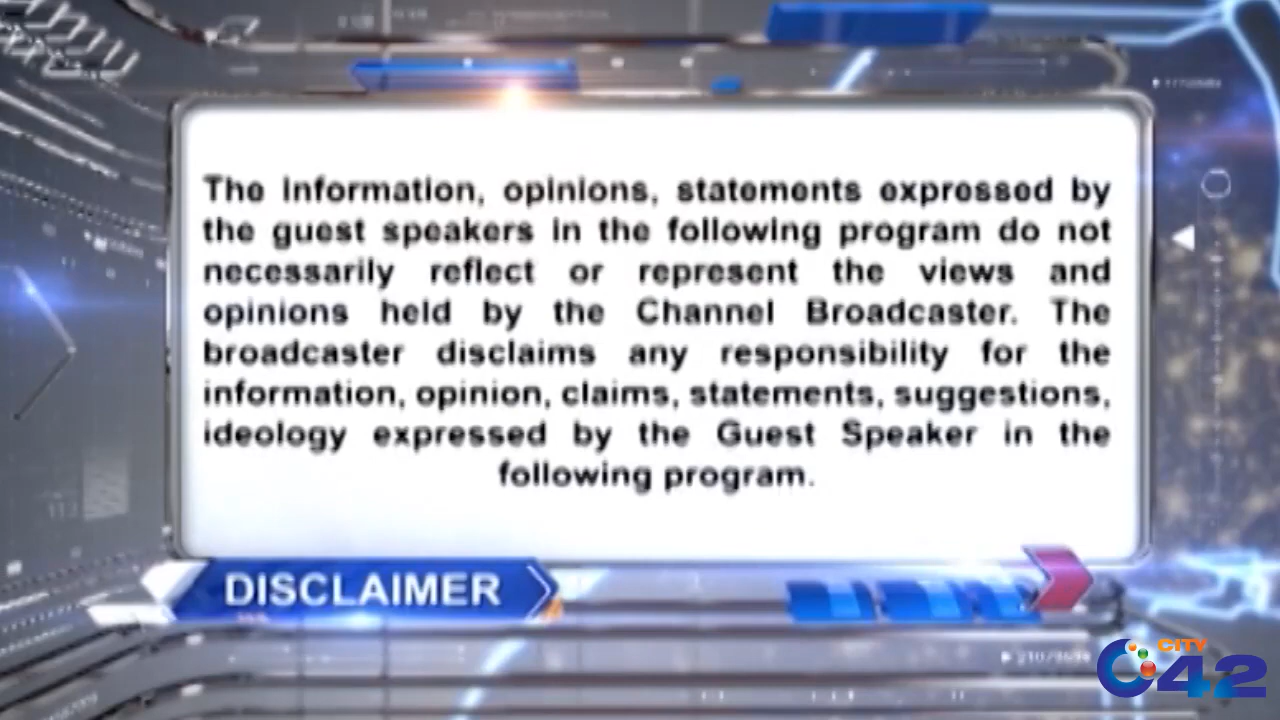 The Information, opinions, statements expressed by
the guest speakers in the following program do not
necessarily reflect or represent the views and
opinions held by the Channel Broadcaster. The
broadcaster disclaims any responsibility for the
information, opinion, claims, statements, suggestions,
ideology expressed by the Guest Speaker in the
following program.
DISCLAIMER
CITY
42